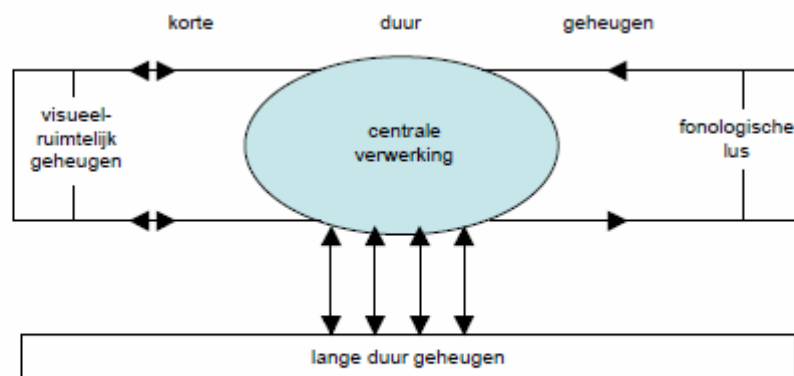 korte duur geheugen
visueel-
ruimtelijk
geheugen
centrale
verwerking
fonologische
lus
lange duur geheugen